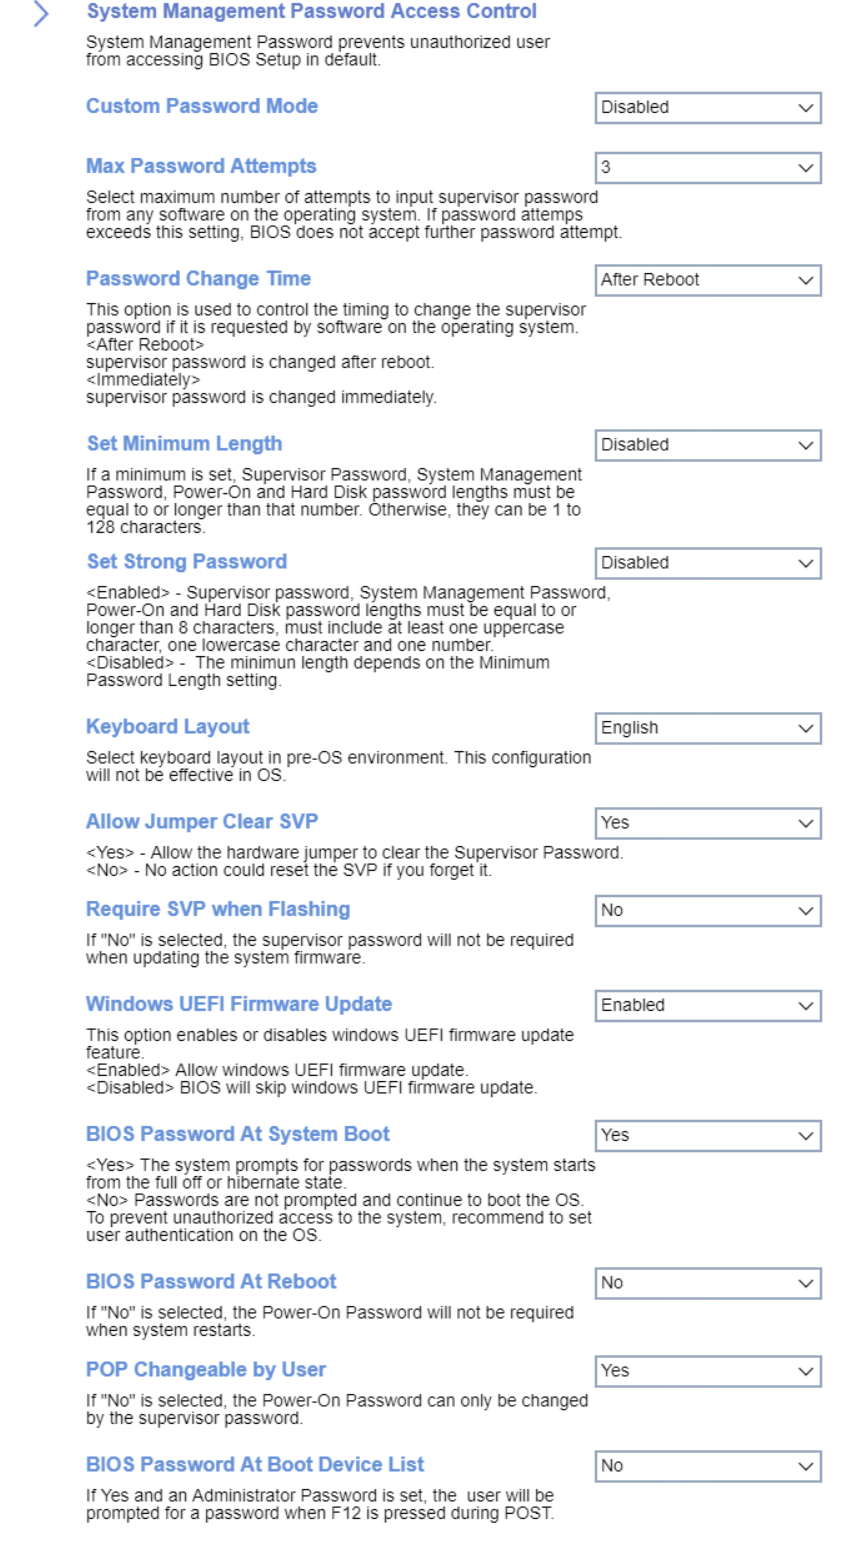 System Management Password Access Control
System Management Password prevents unauthorized user
from accessing BIOS Setup in default.
Custom Password Mode
Disabled
Max Password Attempts
3
Select maximum number of attempts to input supervisor password
from any software on the operating system. If password attemps
exceeds this setting, BIOS does not accept further password attempt.
Password Change Time
After Reboot
This option is used to control the timing to change the supervisor
password if it is requested by software on the operating system.
<After Reboot>
supervisor password is changed after reboot.
<Immediately>
supervisor password is changed immediately.
Set Minimum Length
Disabled
If a minimum is set, Supervisor Password, System Management
Password, Power-On and Hard Disk password lengths must be
equal to or longer than that number. Otherwise, they can be 1 to
128 characters.
Set Strong Password
Disabled
<Enabled> - Supervisor password, System Management Password,
Power-On and Hard Disk password lengths must be equal to or
longer than 8 characters, must include at least one uppercase
character, one lowercase character and one number.
<Disabled> - The minimun length depends on the Minimum
Password Length setting.
Keyboard Layout
English
Select keyboard layout in pre-OS environment. This configuration
will not be effective in OS.
Allow Jumper Clear SVP
Yes
<Yes> - Allow the hardware jumper to clear the Supervisor Password.
<No> - No action could reset the SVP if you forget it.
Require SVP when Flashing
No
If "No" is selected, the supervisor password will not be required
when updating the system firmware.
Windows UEFI Firmware Update
Enabled
This option enables or disables windows UEFI firmware update
feature.
<Enabled> Allow windows UEFI firmware update.
<Disabled> BIOS will skip windows UEFI firmware update.
BIOS Password At System Boot
Yes
<Yes> The system prompts for passwords when the system starts
from the full off or hibernate state.
<No> Passwords are not prompted and continue to boot the OS.
To prevent unauthorized access to the system, recommend to set
user authentication on the OS.
BIOS Password At Reboot
No
If "No" is selected, the Power-On Password will not be required
when system restarts.
POP Changeable by User
Yes
If "No" is selected, the Power-On Password can only be changed
by the supervisor password.
BIOS Password At Boot Device List
No
If Yes and an Administrator Password is set, the user will be
prompted for a password when F12 is pressed during POST.